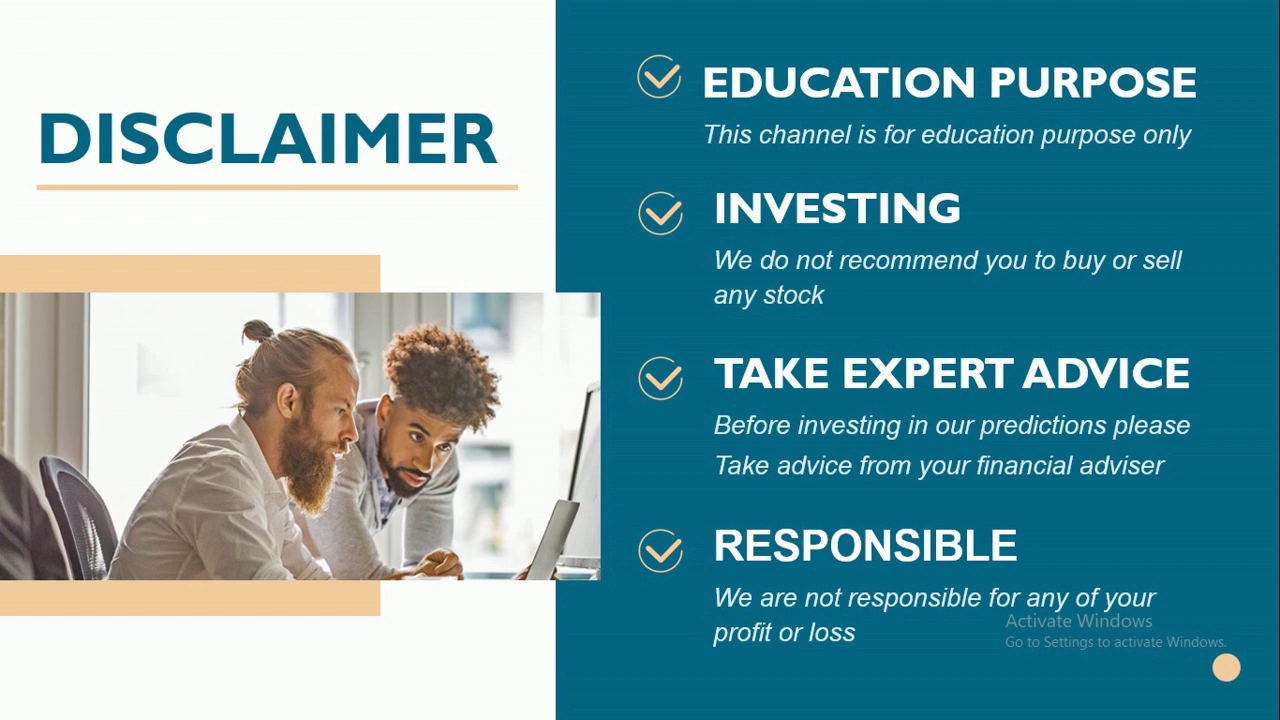 DISCLAIMER
EDUCATION PURPOSE
This channel is for education purpose only
INVESTING
We do not recommend you to buy or sell
any stock
TAKE EXPERT ADVICE
Before investing in our predictions please
Take advice from your financial adviser
RESPONSIBLE
We are not responsible for any of your
profit or loss
Activate Windows
Go to Settings to activate Windows.